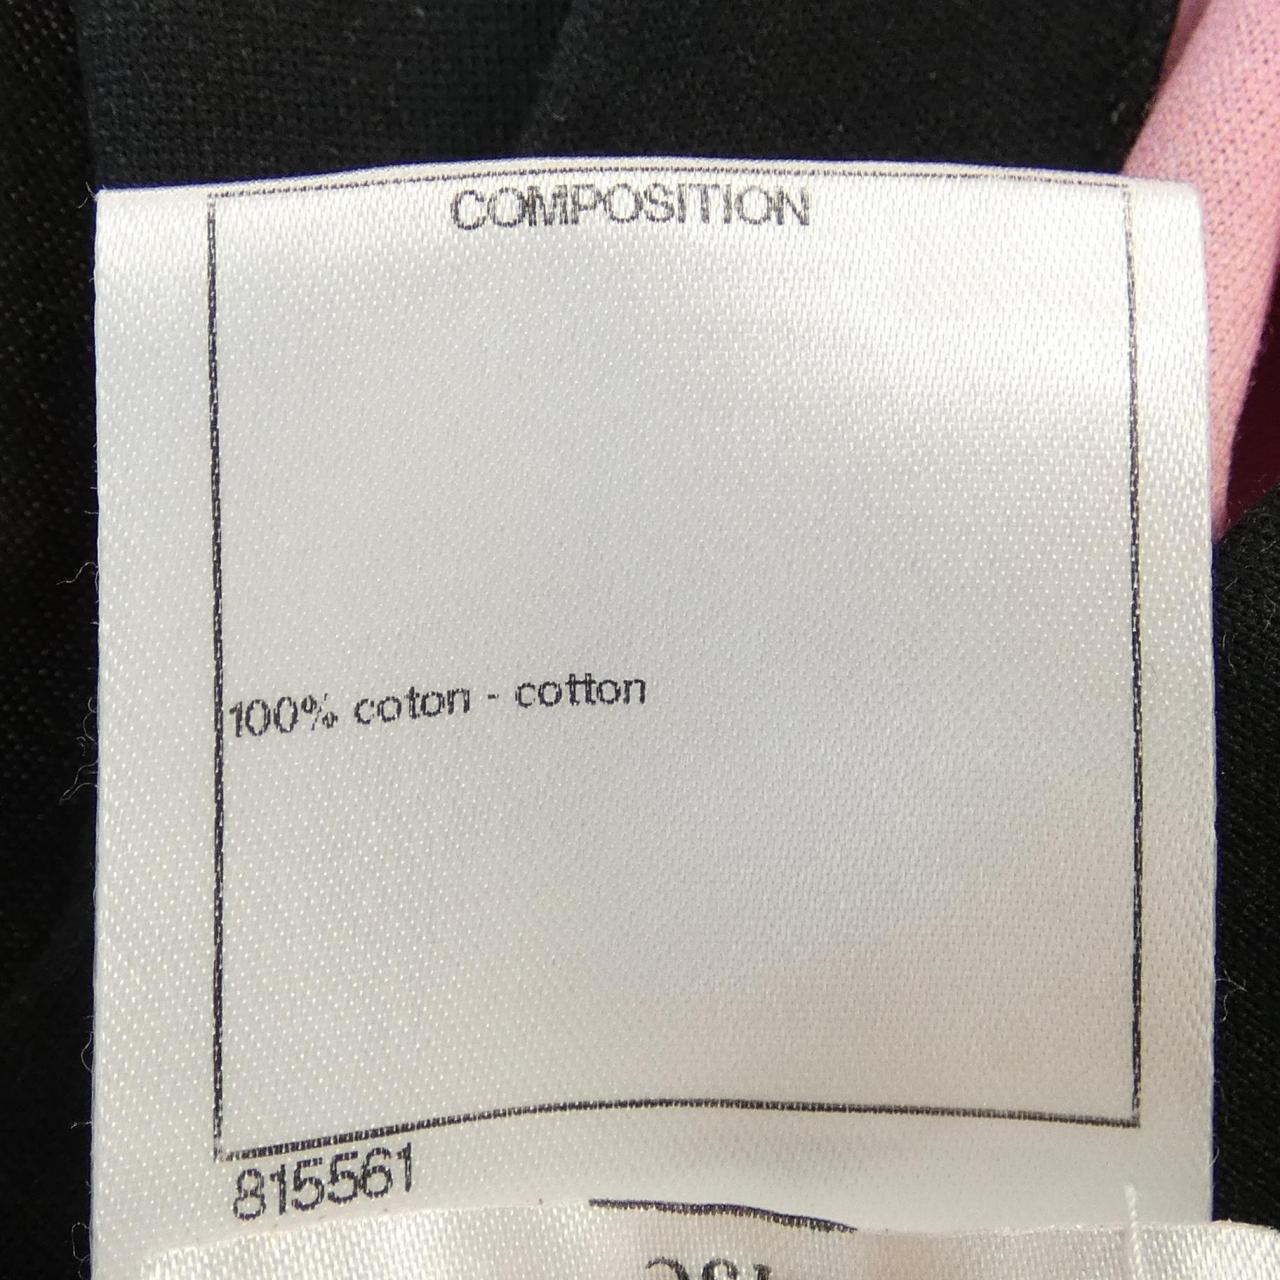 COMPOSITION
100% coton - cotton
815561